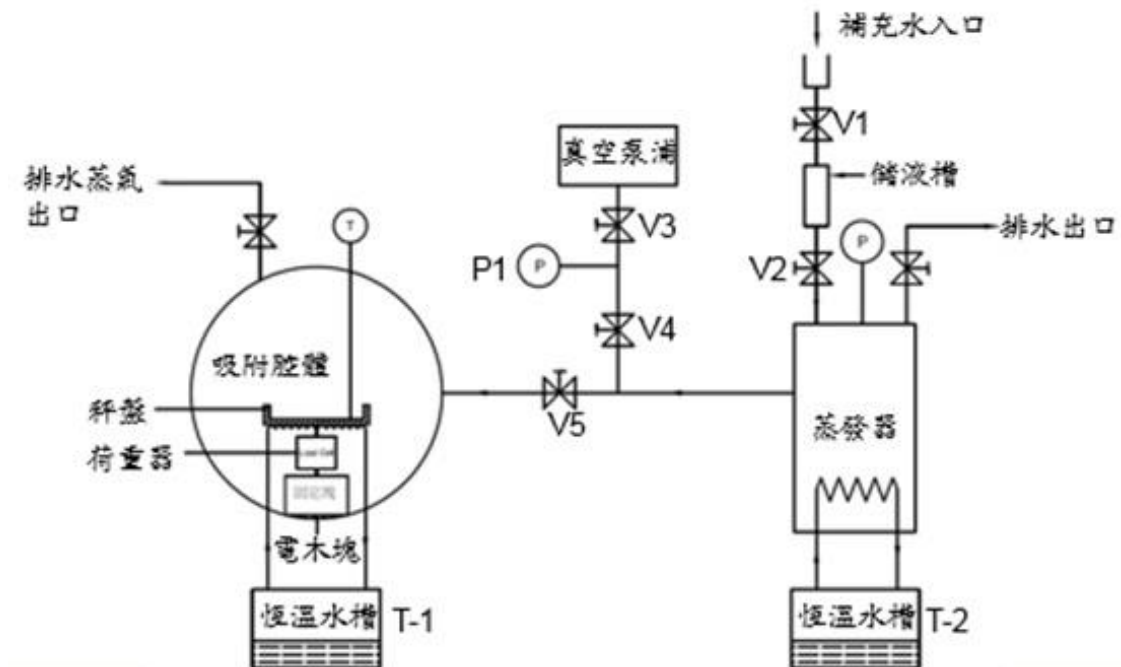 補充水入口
V1
真空泵浦
儲液槽
排水蒸氣
出口
T
V3
P1
P
P
V2
排水出口
V4
吸附腔體
秤盤
V5
蒸發器
荷重器
Load Cell
電木塊
恆溫水槽
T-1
恆溫水槽
T-2